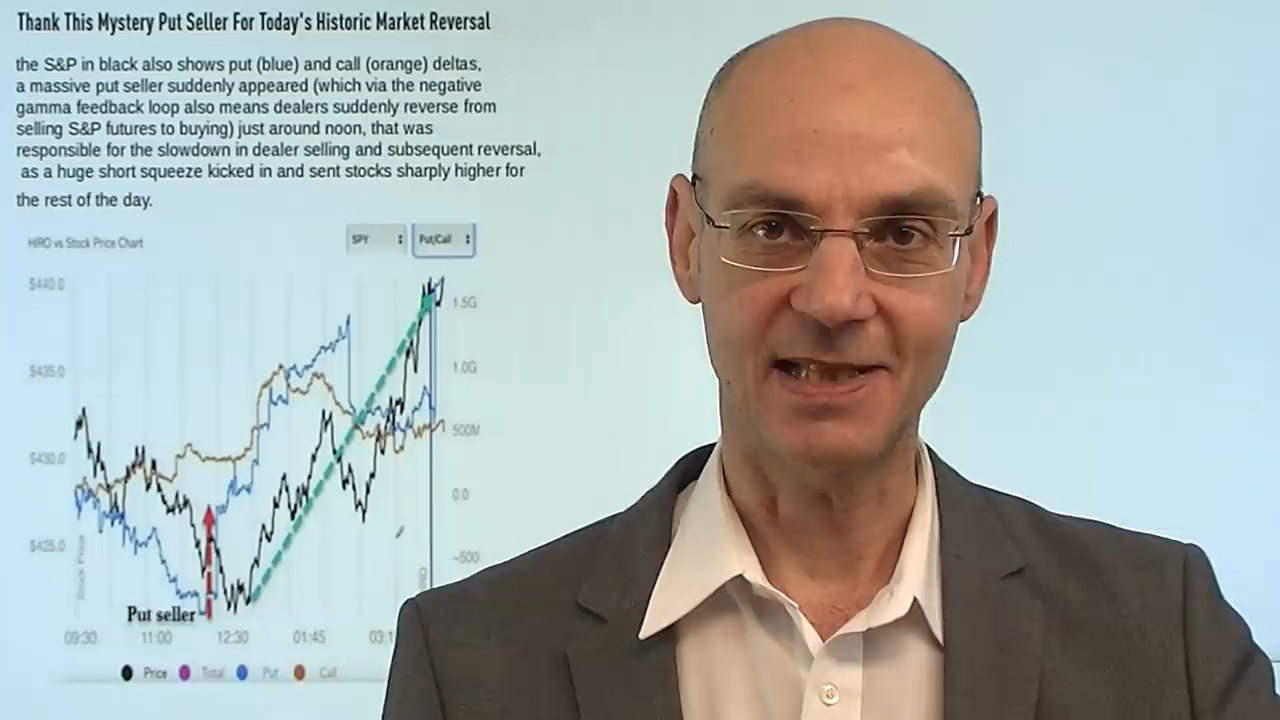 Thank This Mystery Put Seller For Today's Historic Market Reversal
the S&P in black also shows put (blue) and call (orange) deltas,
a massive put seller suddenly appeared (which via the negative
gamma feedback loop also means dealers suddenly reverse from
selling S&P futures to buying) just around noon, that was
responsible for the slowdown in dealer selling and subsequent reversal,
as a huge short squeeze kicked in and sent stocks sharply higher for
the rest of the day.
HIRO vs Stock Price Chart
SPY
Put/Call
$440.0
1.5G
$435.0
1.0G
500M
$430.0
0.0
$425.0
-500
Stock Price
Put seller
09:30 11:00 12:30 01:45
Price Total Put Call